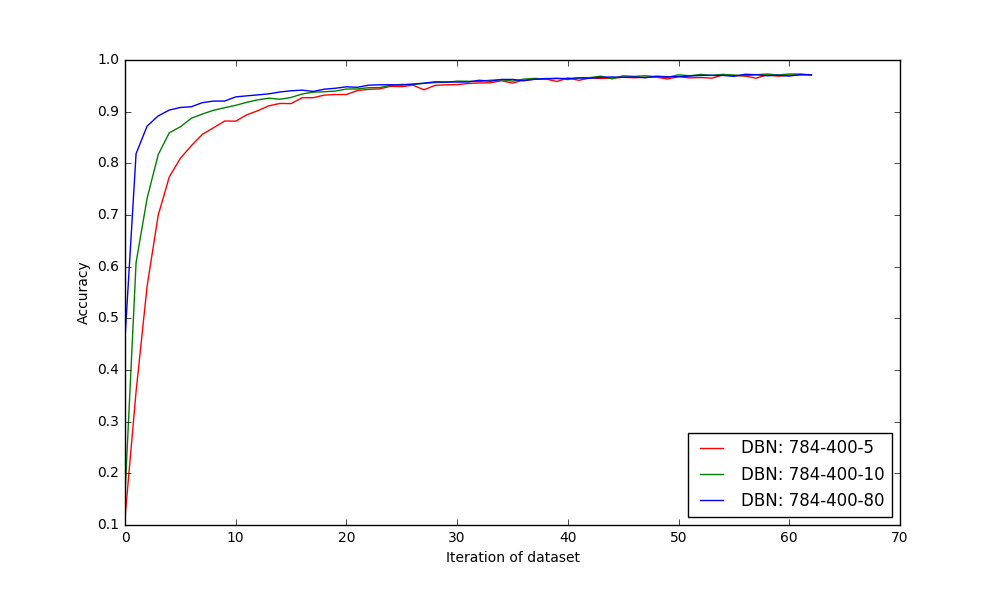 1.0
0.9
0.8
0.7
0.6
0.5
0.4
0.3
0.2
0.1
Accuracy
0 10 20 30 40 50 60 70
Iteration of dataset
DBN: 784-400-5
DBN: 784-400-10
DBN: 784-400-80